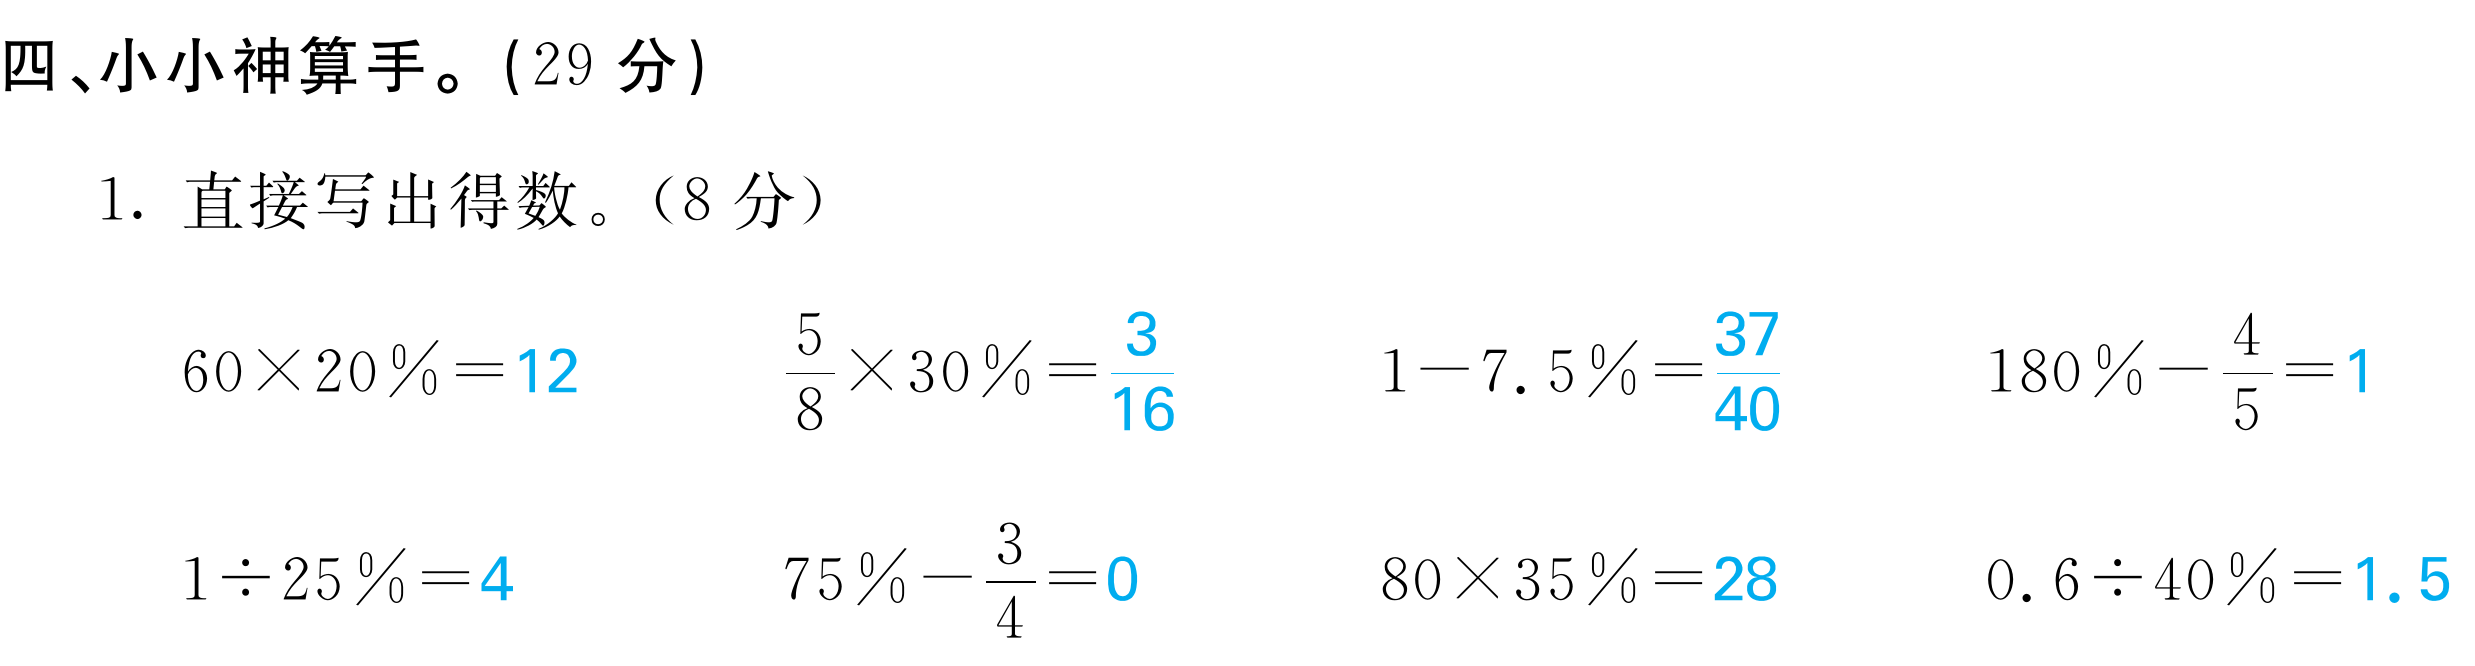 四、小小神算手。(29 分)
1. 直接写出得数。(8 分)
60×20%=12 5/8×30%=3/16 1-7.5%=37/40 180%-4/5=1
1÷25%=4 75%-3/4=0 80×35%=28 0.6÷40%=1.5